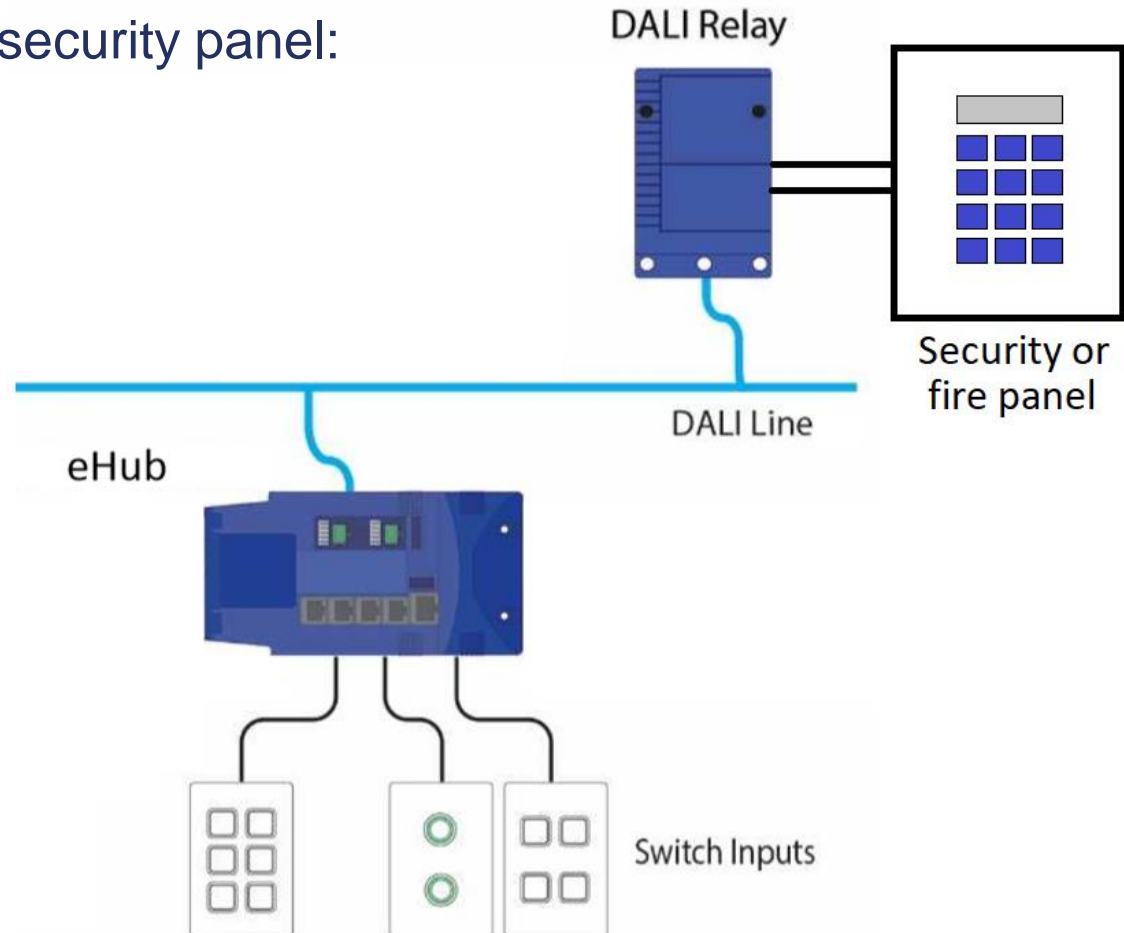 security panel:
DALI Relay
Security or
fire panel
DALI Line
eHub
Switch Inputs